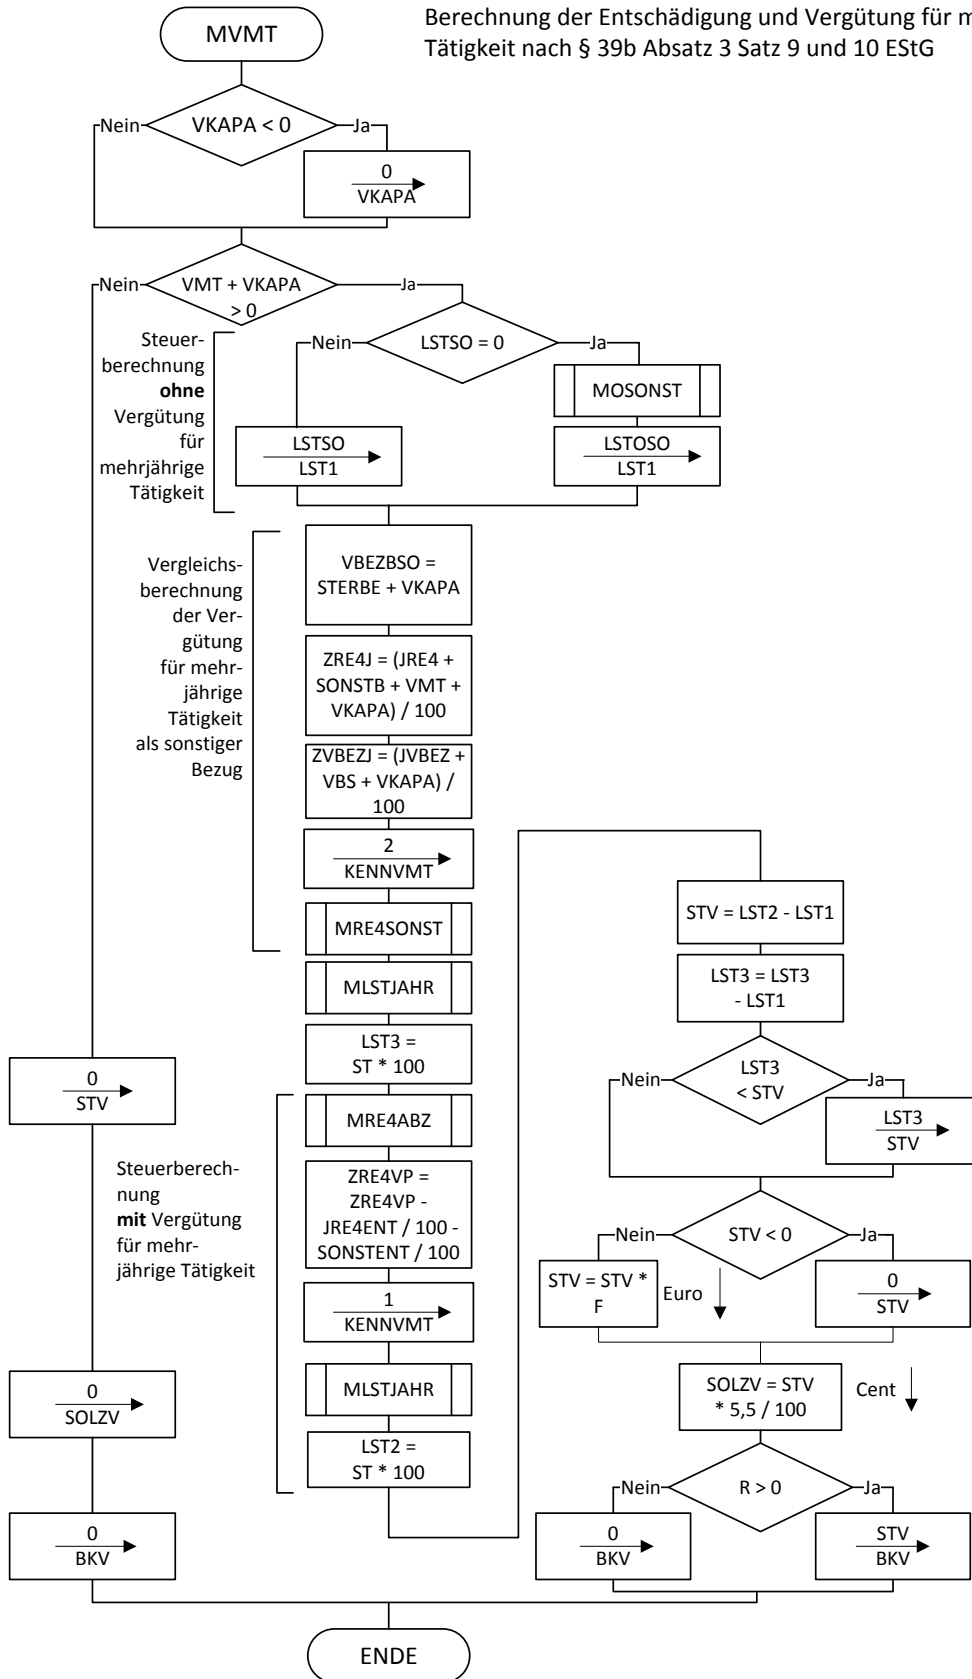 Berechnung der Entschädigung und Vergütung für m
Tätigkeit nach § 39b Absatz 3 Satz 9 und 10 EStG
MVMT
Nein
VKAPA < 0
Ja
0
VKAPA
Nein
VMT + VKAPA
> 0
Ja
Nein
LSTSO = 0
Ja
Steuer-
berechnung
ohne
Vergütung
für
mehrjährige
Tätigkeit
MOSONST
LSTSO
LST1
LSTOSO
LST1
Vergleichs-
berechnung
der Ver-
gütung
für mehr-
jährige
Tätigkeit
als sonstiger
Bezug
VBEZBSO =
STERBE + VKAPA
ZRE4J = (JRE4 +
SONSTB + VMT +
VKAPA) / 100
ZVBEZJ = (JVBEZ +
VBS + VKAPA) /
100
2
KENNVMT
MRE4SONST
MLSTJAHR
LST3 =
ST * 100
0
STV
Steuerberech-
nung
mit Vergütung
für mehr-
jährige Tätigkeit
MRE4ABZ
ZRE4VP =
ZRE4VP -
JRE4ENT / 100 -
SONSTENT / 100
1
KENNVMT
MLSTJAHR
LST2 =
ST * 100
0
SOLZV
0
BKV
STV = LST2 - LST1
LST3 = LST3
- LST1
Nein
LST3
< STV
Ja
LST3
STV
Nein
STV < 0
Ja
STV = STV *
F
Euro
0
STV
SOLZV = STV
* 5,5 / 100
Cent
Nein
R > 0
Ja
0
BKV
STV
BKV
ENDE